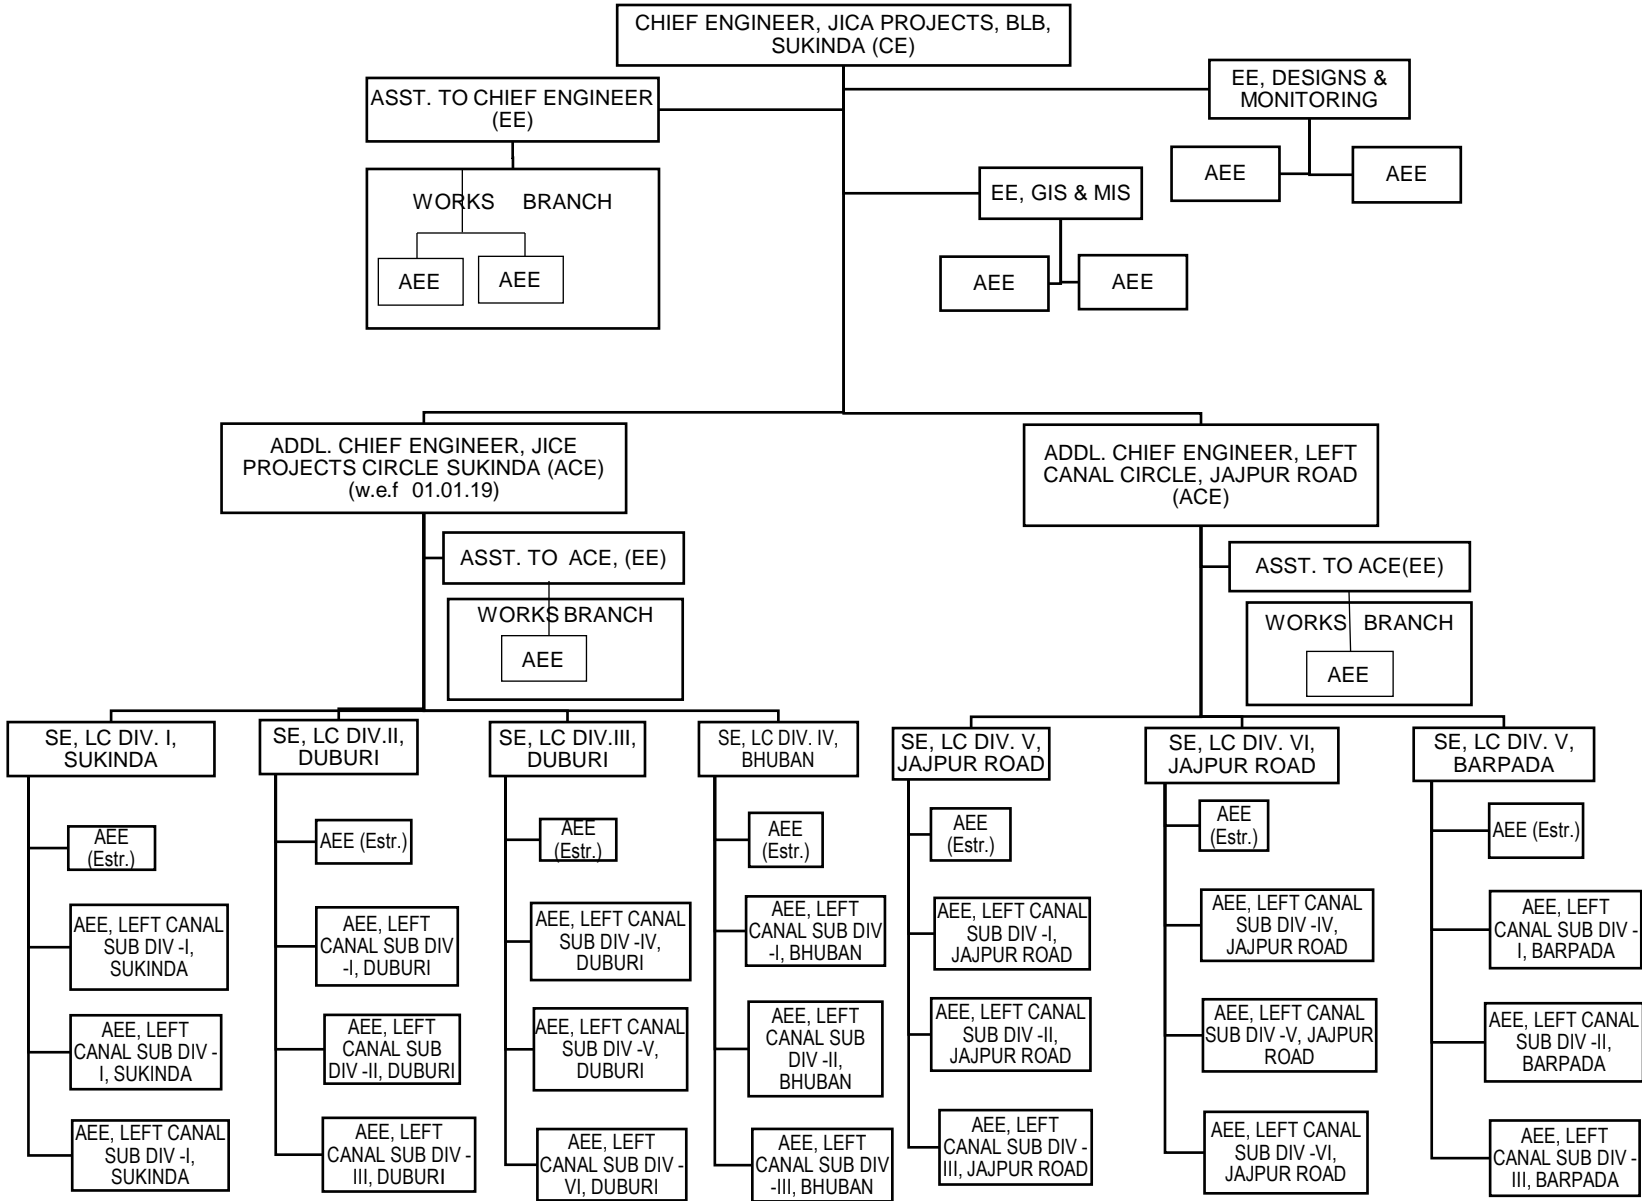 CHIEF ENGINEER, JICA PROJECTS, BLB,
SUKINDA (CE)
ASST. TO CHIEF ENGINEER
(EE)
EE, DESIGNS &
MONITORING
AEE
AEE
WORKS BRANCH
AEE
AEE
EE, GIS & MIS
AEE
AEE
ADDL. CHIEF ENGINEER, JICE
PROJECTS CIRCLE SUKINDA (ACE)
(w.e.f 01.01.19)
ADDL. CHIEF ENGINEER, LEFT
CANAL CIRCLE, JAJPUR ROAD
(ACE)
ASST. TO ACE, (EE)
WORKS BRANCH
AEE
ASST. TO ACE(EE)
WORKS BRANCH
AEE
SE, LC DIV. I,
SUKINDA
AEE
(Estr.)
AEE, LEFT CANAL
SUB DIV -I,
SUKINDA
AEE, LEFT
CANAL SUB DIV -
I, SUKINDA
AEE, LEFT CANAL
SUB DIV -I,
SUKINDA
SE, LC DIV.II,
DUBURI
AEE (Estr.)
AEE, LEFT
CANAL SUB DIV
-I, DUBURI
AEE, LEFT
CANAL SUB
DIV -II, DUBURI
AEE, LEFT
CANAL SUB DIV -
III, DUBURI
SE, LC DIV.III,
DUBURI
AEE
(Estr.)
AEE, LEFT CANAL
SUB DIV -IV,
DUBURI
AEE, LEFT CANAL
SUB DIV -V,
DUBURI
AEE, LEFT
CANAL SUB DIV -
VI, DUBURI
SE, LC DIV. IV,
BHUBAN
AEE
(Estr.)
AEE, LEFT
CANAL SUB DIV
-I, BHUBAN
AEE, LEFT
CANAL SUB
DIV -II,
BHUBAN
AEE, LEFT
CANAL SUB DIV
-III, BHUBAN
SE, LC DIV. V,
JAJPUR ROAD
AEE
(Estr.)
AEE, LEFT CANAL
SUB DIV -I,
JAJPUR ROAD
AEE, LEFT CANAL
SUB DIV -II,
JAJPUR ROAD
AEE, LEFT
CANAL SUB DIV -
III, JAJPUR ROAD
SE, LC DIV. VI,
JAJPUR ROAD
AEE
(Estr.)
AEE, LEFT CANAL
SUB DIV -IV,
JAJPUR ROAD
AEE, LEFT CANAL
SUB DIV -V, JAJPUR
ROAD
AEE, LEFT CANAL
SUB DIV -VI,
JAJPUR ROAD
SE, LC DIV. V,
BARPADA
AEE (Estr.)
AEE, LEFT
CANAL SUB DIV -
I, BARPADA
AEE, LEFT CANAL
SUB DIV -II,
BARPADA
AEE, LEFT
CANAL SUB DIV -
III, BARPADA